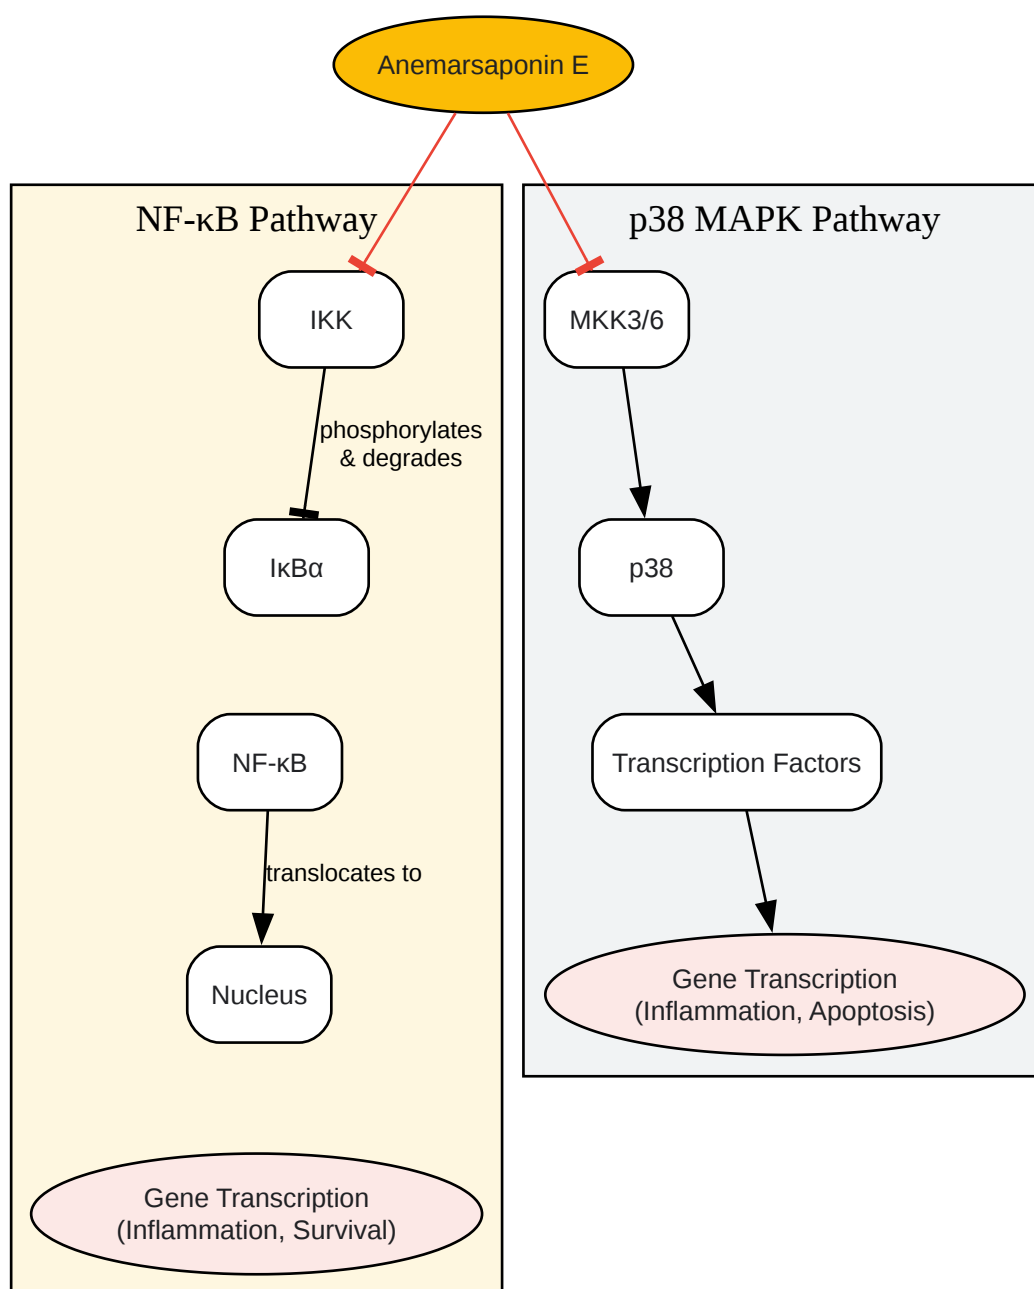 Anemarsaponin E
NF-κB Pathway
IKK
phosphorylates
& degrades
IκBα
NF-κB
translocates to
Nucleus
Gene Transcription
(Inflammation, Survival)
p38 MAPK Pathway
MKK3/6
p38
Transcription Factors
Gene Transcription
(Inflammation, Apoptosis)